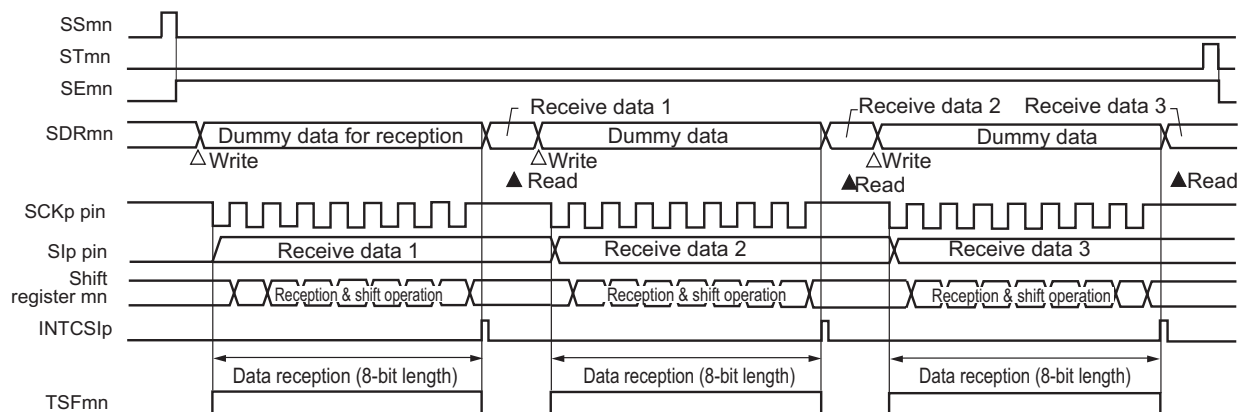 SSmn
STmn
SEmn
Receive data 1 Receive data 2 Receive data 3
SDRmn Dummy data for reception Dummy data Dummy data
△Write △Write △Write
▲ Read ▲Read ▲Read
SCKp pin
SIp pin Receive data 1 Receive data 2 Receive data 3
Shift
register mn Reception & shift operation Reception & shift operation Reception & shift operation
INTCSIp
Data reception (8-bit length) Data reception (8-bit length) Data reception (8-bit length)
TSFmn